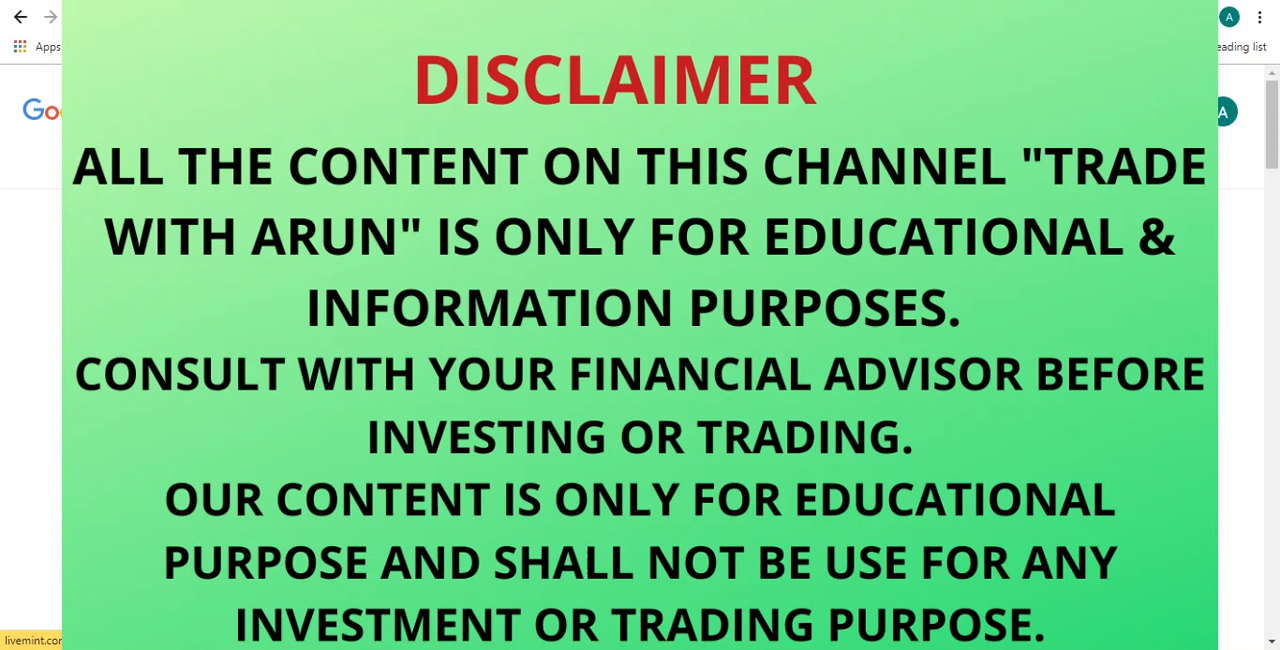 A
Apps
eading list
Goo
A
DISCLAIMER
ALL THE CONTENT ON THIS CHANNEL "TRADE
WITH ARUN" IS ONLY FOR EDUCATIONAL &
INFORMATION PURPOSES.
CONSULT WITH YOUR FINANCIAL ADVISOR BEFORE
INVESTING OR TRADING.
OUR CONTENT IS ONLY FOR EDUCATIONAL
PURPOSE AND SHALL NOT BE USE FOR ANY
INVESTMENT OR TRADING PURPOSE.
livemint.com